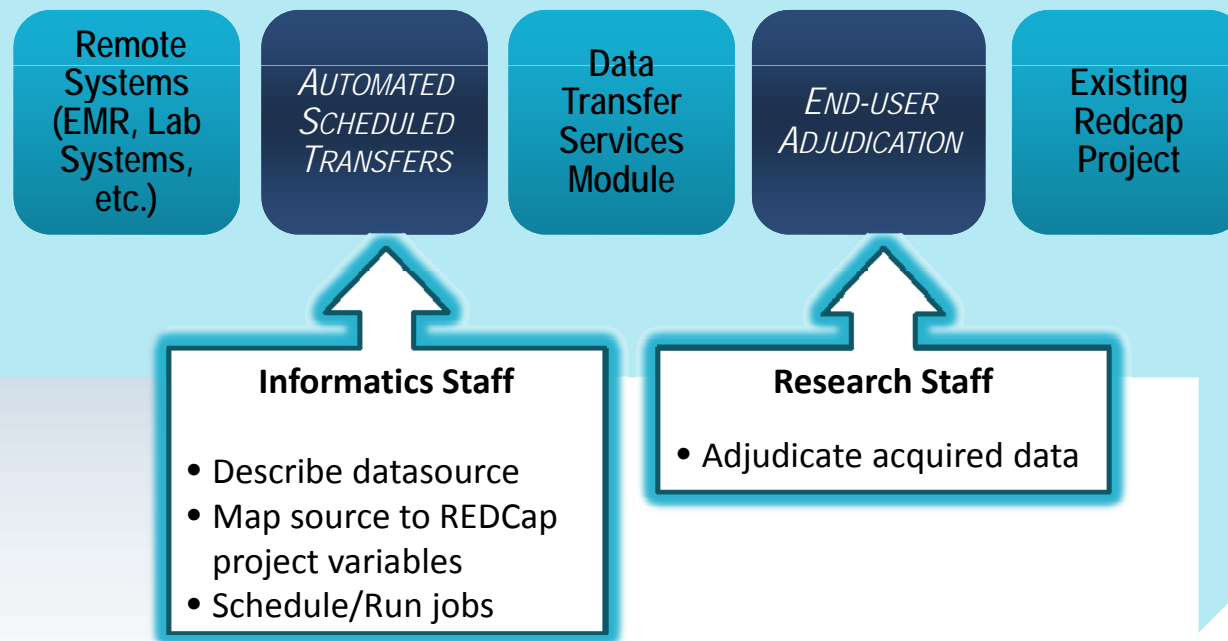 Remote
Systems
(EMR, Lab
Systems,
etc.)
AUTOMATED
SCHEDULED
TRANSFERS
Data
Transfer
Services
Module
END-USER
ADJUDICATION
Existing
Redcap
Project
Informatics Staff
• Describe datasource
• Map source to REDCap
project variables
• Schedule/Run jobs
Research Staff
• Adjudicate acquired data